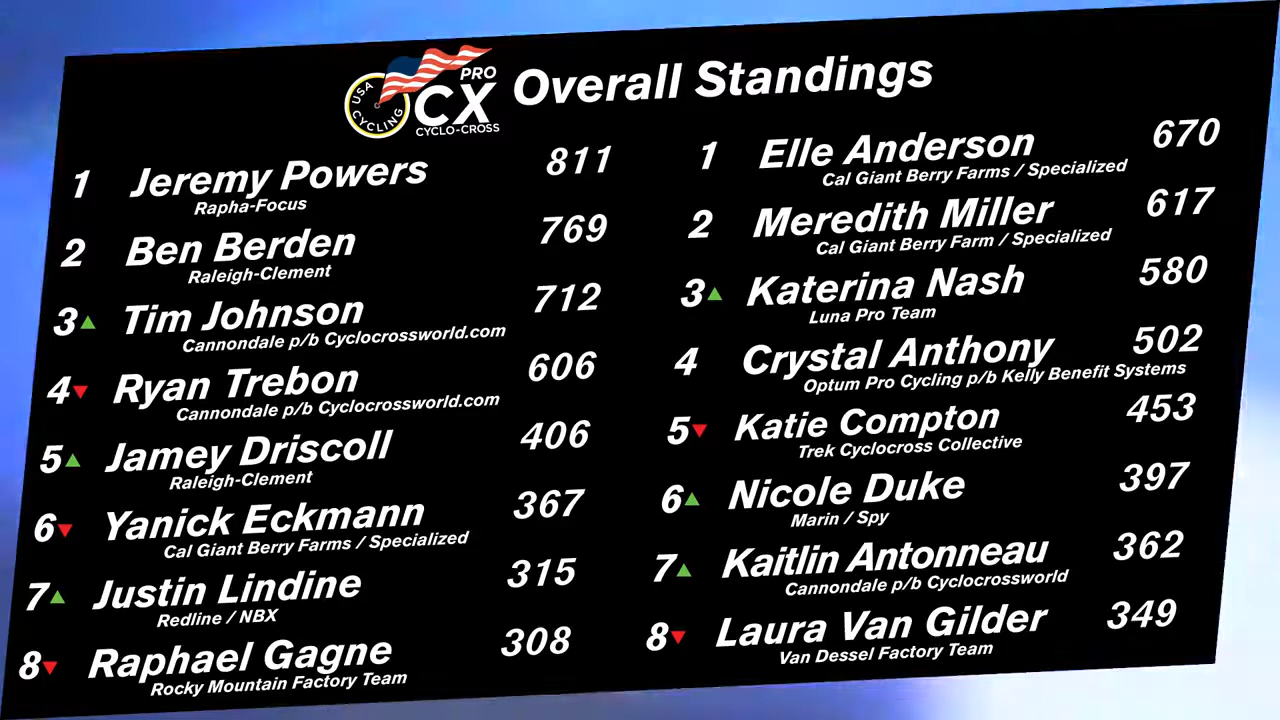 USA CYCLING
PRO
CX
CYCLO-CROSS
Overall Standings
1 Jeremy Powers 811
Rapha-Focus
2 Ben Berden 769
Raleigh-Clement
3 Tim Johnson 712
Cannondale p/b Cyclocrossworld.com
4 Ryan Trebon 606
Cannondale p/b Cyclocrossworld.com
5 Jamey Driscoll 406
Raleigh-Clement
6 Yanick Eckmann 367
Cal Giant Berry Farms / Specialized
7 Justin Lindine 315
Redline / NBX
8 Raphael Gagne 308
Rocky Mountain Factory Team
1 Elle Anderson 670
Cal Giant Berry Farms / Specialized
2 Meredith Miller 617
Cal Giant Berry Farm / Specialized
3 Katerina Nash 580
Luna Pro Team
4 Crystal Anthony 502
Optum Pro Cycling p/b Kelly Benefit Systems
5 Katie Compton 453
Trek Cyclocross Collective
6 Nicole Duke 397
Marin / Spy
7 Kaitlin Antonneau 362
Cannondale p/b Cyclocrossworld
8 Laura Van Gilder 349
Van Dessel Factory Team